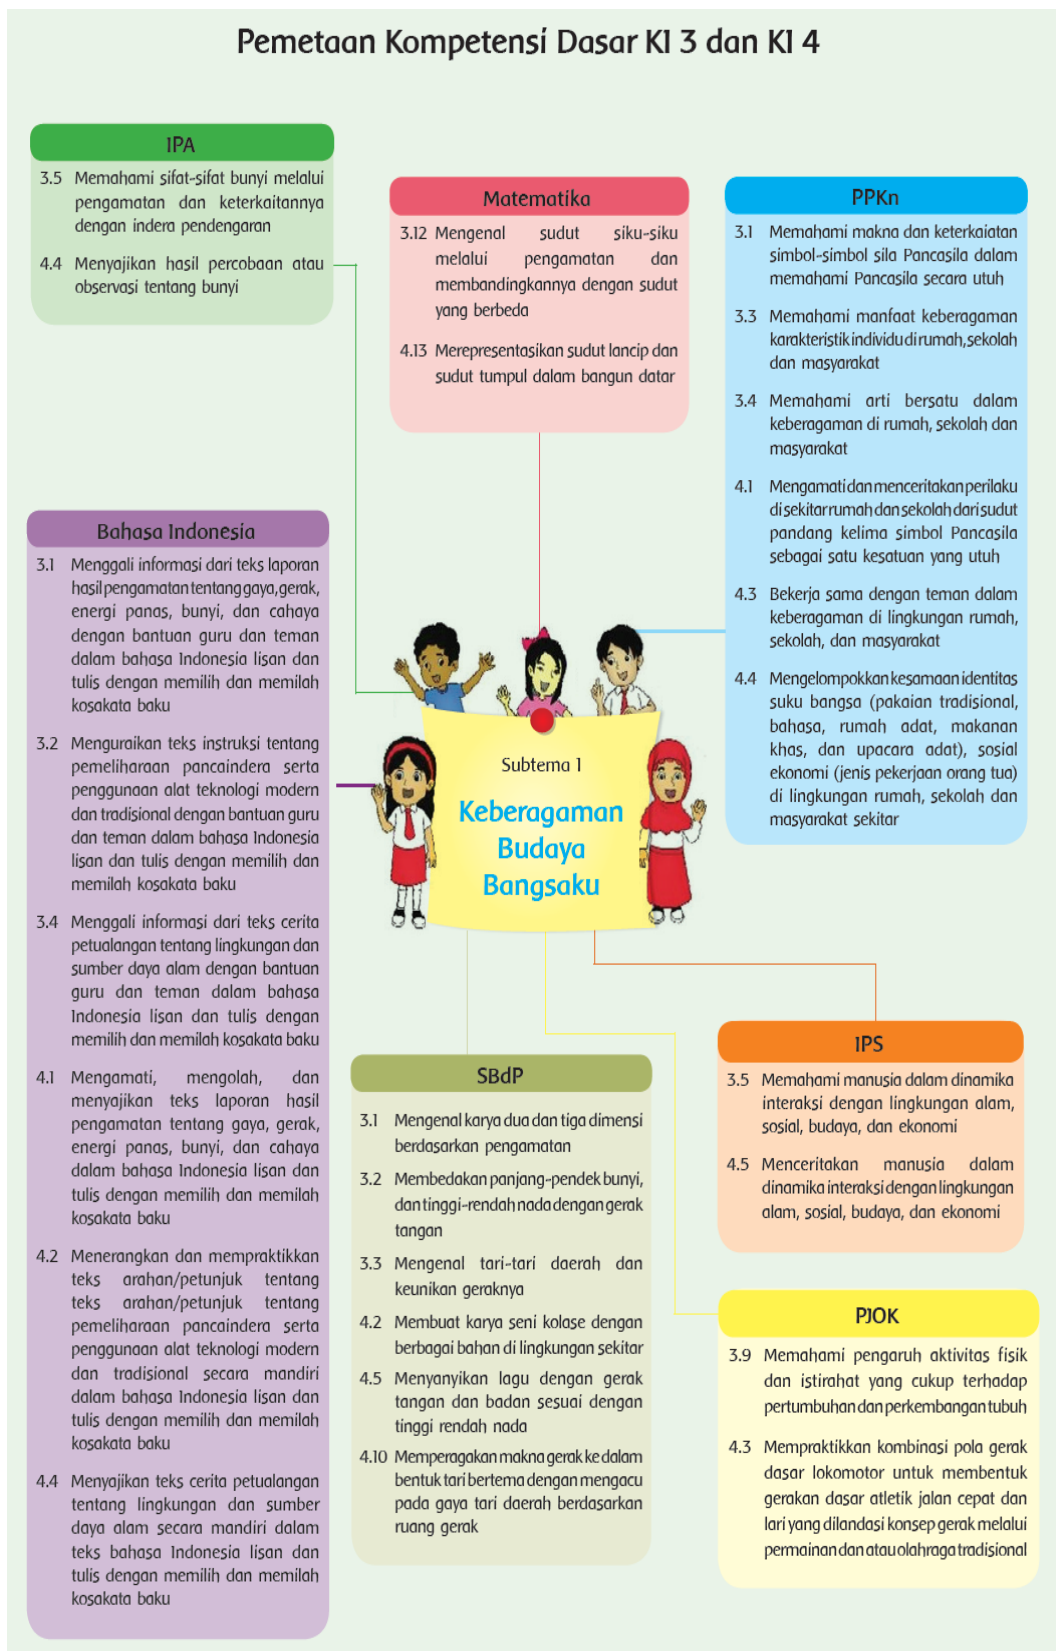 Pemetaan Kompetensi Dasar KI 3 dan KI 4
IPA
3.5 Memahami sifat-sifat bunyi melalui
pengamatan dan keterkaitannya
dengan indera pendengaran
4.4 Menyajikan hasil percobaan atau
observasi tentang bunyi
Matematika
3.12 Mengenal sudut siku-siku
melalui pengamatan dan
membandingkannya dengan sudut
yang berbeda
4.13 Merepresentasikan sudut lancip dan
sudut tumpul dalam bangun datar
PPKn
3.1 Memahami makna dan keterkaiatan
simbol-simbol sila Pancasila dalam
memahami Pancasila secara utuh
3.3 Memahami manfaat keberagaman
karakteristik individu di rumah, sekolah
dan masyarakat
3.4 Memahami arti bersatu dalam
keberagaman di rumah, sekolah dan
masyarakat
4.1 Mengamati dan menceritakan perilaku
di sekitar rumah dan sekolah dari sudut
pandang kelima simbol Pancasila
sebagai satu kesatuan yang utuh
4.3 Bekerja sama dengan teman dalam
keberagaman di lingkungan rumah,
sekolah, dan masyarakat
4.4 Mengelompokkan kesamaan identitas
suku bangsa (pakaian tradisional,
bahasa, rumah adat, makanan
khas, dan upacara adat), sosial
ekonomi (jenis pekerjaan orang tua)
di lingkungan rumah, sekolah dan
masyarakat sekitar
Bahasa Indonesia
3.1 Menggali informasi dari teks laporan
hasil pengamatan tentang gaya, gerak,
energi panas, bunyi, dan cahaya
dengan bantuan guru dan teman
dalam bahasa Indonesia lisan dan
tulis dengan memilih dan memilah
kosakata baku
3.2 Menguraikan teks instruksi tentang
pemeliharaan pancaindera serta
penggunaan alat teknologi modern
dan tradisional dengan bantuan guru
dan teman dalam bahasa Indonesia
lisan dan tulis dengan memilih dan
memilah kosakata baku
3.4 Menggali informasi dari teks cerita
petualangan tentang lingkungan dan
sumber daya alam dengan bantuan
guru dan teman dalam bahasa
Indonesia lisan dan tulis dengan
memilih dan memilah kosakata baku
4.1 Mengamati, mengolah, dan
menyajikan teks laporan hasil
pengamatan tentang gaya, gerak,
energi panas, bunyi, dan cahaya
dalam bahasa Indonesia lisan dan
tulis dengan memilih dan memilah
kosakata baku
4.2 Menerangkan dan mempraktikkan
teks arahan/petunjuk tentang
teks arahan/petunjuk tentang
pemeliharaan pancaindera serta
penggunaan alat teknologi modern
dan tradisional secara mandiri
dalam bahasa Indonesia lisan dan
tulis dengan memilih dan memilah
kosakata baku
4.4 Menyajikan teks cerita petualangan
tentang lingkungan dan sumber
daya alam secara mandiri dalam
teks bahasa Indonesia lisan dan
tulis dengan memilih dan memilah
kosakata baku
Subtema 1
Keberagaman
Budaya
Bangsaku
SBdP
3.1 Mengenal karya dua dan tiga dimensi
berdasarkan pengamatan
3.2 Membedakan panjang-pendek bunyi,
dan tinggi-rendah nada dengan gerak
tangan
3.3 Mengenal tari-tari daerah dan
keunikan geraknya
4.2 Membuat karya seni kolase dengan
berbagai bahan di lingkungan sekitar
4.5 Menyanyikan lagu dengan gerak
tangan dan badan sesuai dengan
tinggi rendah nada
4.10 Memperagakan makna gerak ke dalam
bentuk tari bertema dengan mengacu
pada gaya tari daerah berdasarkan
ruang gerak
IPS
3.5 Memahami manusia dalam dinamika
interaksi dengan lingkungan alam,
sosial, budaya, dan ekonomi
4.5 Menceritakan manusia dalam
dinamika interaksi dengan lingkungan
alam, sosial, budaya, dan ekonomi
PJOK
3.9 Memahami pengaruh aktivitas fisik
dan istirahat yang cukup terhadap
pertumbuhan dan perkembangan tubuh
4.3 Mempraktikkan kombinasi pola gerak
dasar lokomotor untuk membentuk
gerakan dasar atletik jalan cepat dan
lari yang dilandasi konsep gerak melalui
permainan dan atau olahraga tradisional